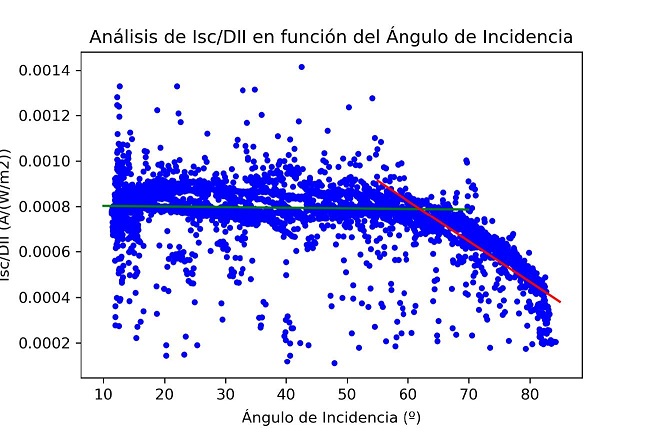 Análisis de Isc/DII en función del Ángulo de Incidencia
Isc/DII (A/(W/m2))
0.0014
0.0012
0.0010
0.0008
0.0006
0.0004
0.0002
10 20 30 40 50 60 70 80
Ángulo de Incidencia (º)